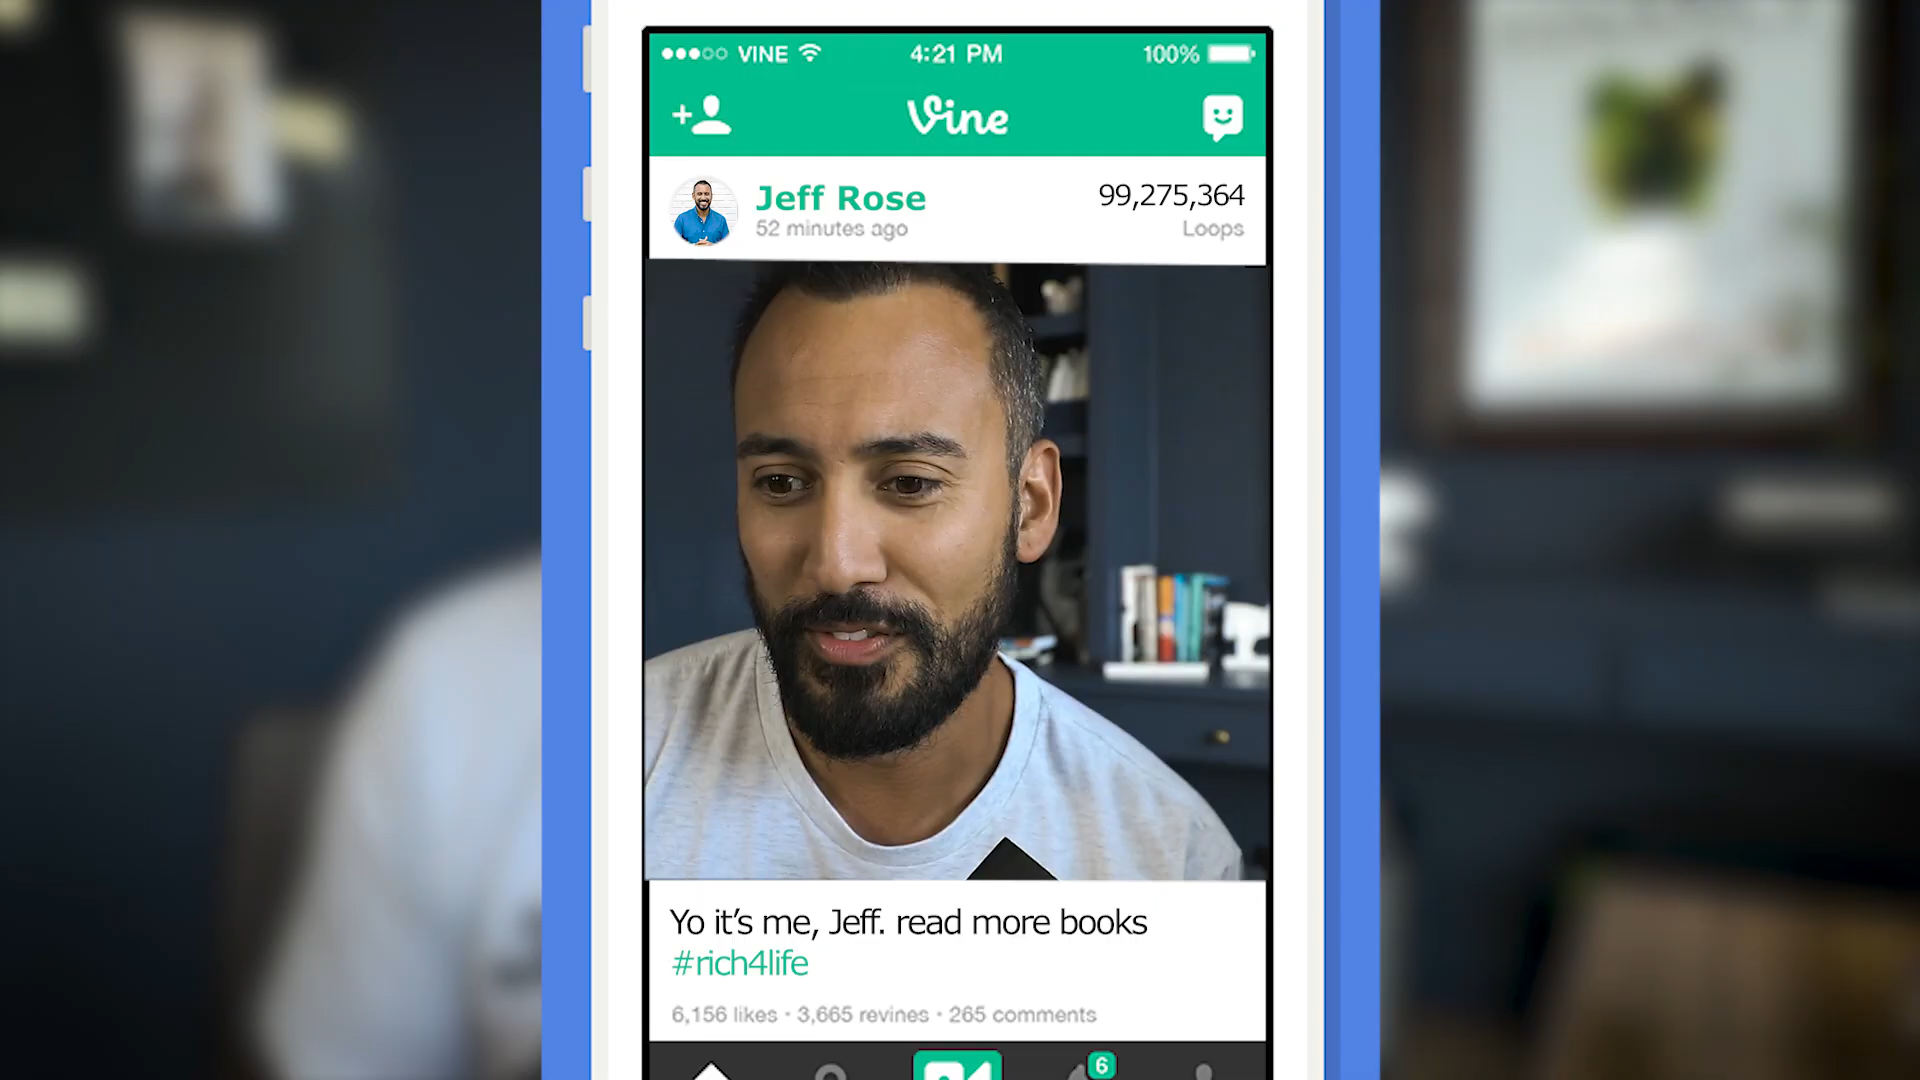 VINE 4:21 PM 100%
Vine
Jeff Rose 99,275,364
52 minutes ago Loops
Yo it's me, Jeff. read more books
#rich4life
6,156 likes • 3,665 revines • 265 comments
6